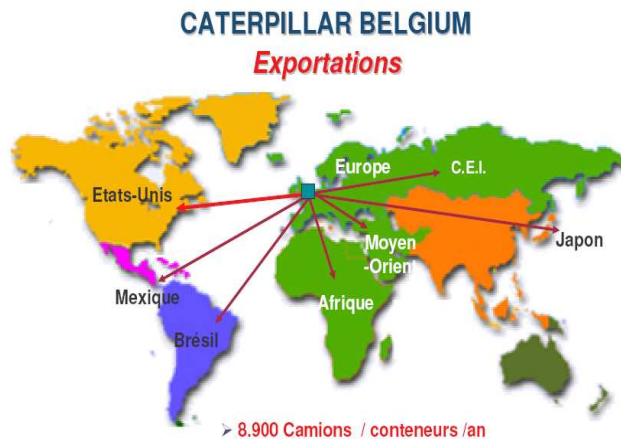 CATERPILLAR BELGIUM
Exportations
Europe
C.E.I.
Etats-Unis
Moyen
-Orient
Japon
Mexique
Afrique
Brésil
➢ 8.900 Camions / conteneurs /an